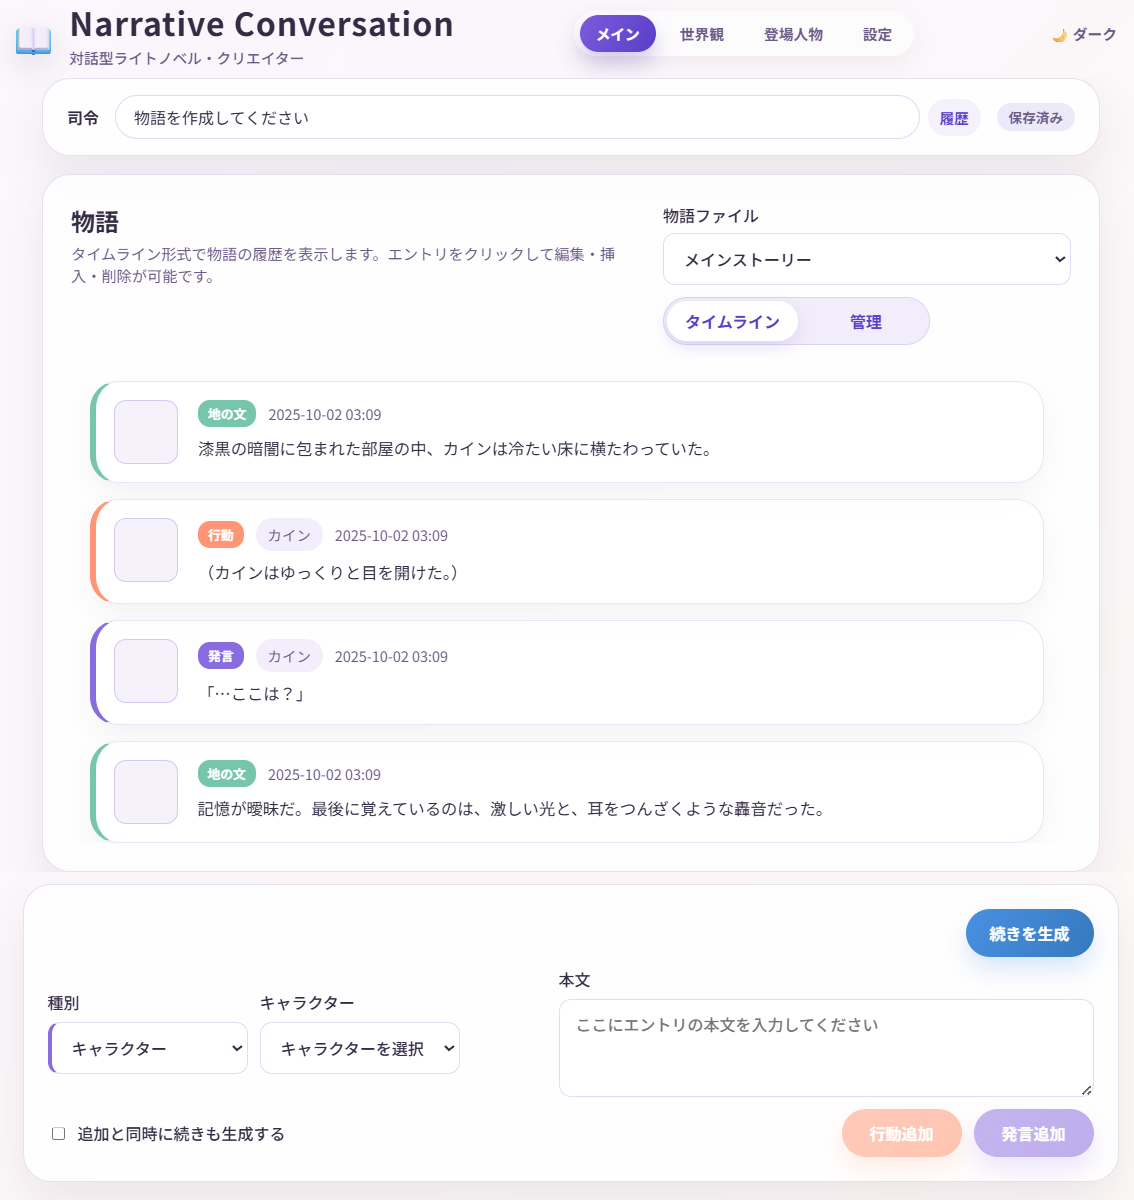 Narrative Conversation
対話型ライトノベル・クリエイター
メイン
世界観
登場人物
設定
🌙 ダーク
司令
物語を作成してください
履歴
保存済み
物語
タイムライン形式で物語の履歴を表示します。エントリをクリックして編集・挿
入・削除が可能です。
物語ファイル
メインストーリー
タイムライン
管理
地の文 2025-10-02 03:09
漆黒の暗闇に包まれた部屋の中、カインは冷たい床に横たわっていた。
行動 カイン 2025-10-02 03:09
（カインはゆっくりと目を開けた。）
発言 カイン 2025-10-02 03:09
「…ここは？」
地の文 2025-10-02 03:09
記憶が曖昧だ。最後に覚えているのは、激しい光と、耳をつんざくような轟音だった。
続きを生成
種別
キャラクター
キャラクター
キャラクターを選択
本文
ここにエントリの本文を入力してください
追加と同時に続きも生成する
行動追加
発言追加